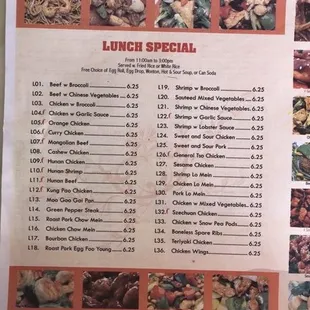 LUNCH SPECIAL
From 11:00am to 3:00pm
Served w. Fried Rice or White Rice
Free Choice of Egg Roll, Egg Drop, Wonton, Hot & Sour Soup, or Can Soda
L01. Beef w Broccoli 6.25
L02. Beef w Chinese Vegetables 6.25
L03. Chicken w Broccoli 6.25
L04. Chicken w Garlic Sauce 6.25
L05. Orange Chicken 6.25
L06. Curry Chicken 6.25
L07. Mongolian Beef 6.25
L08. Cashew Chicken 6.25
L09. Hunan Chicken 6.25
L10. Hunan Shrimp 6.25
L11. Hunan Beef 6.25
L12. Kung Pao Chicken 6.25
L13. Moo Goo Gai Pan 6.25
L14. Green Pepper Steak 6.25
L15. Roast Pork Chow Mein 6.25
L16. Chicken Chow Mein 6.25
L17. Bourbon Chicken 6.25
L18. Roast Pork Egg Foo Young 6.25
L19. Shrimp w Broccoli 6.25
L20. Sauteed Mixed Vegetables 6.25
L21. Shrimp w Chinese Vegetables 6.25
L22. Shrimp w Garlic Sauce 6.25
L23. Shrimp w Lobster Sauce 6.25
L24. Sweet and Sour Chicken 6.25
L25. Sweet and Sour Pork 6.25
L26. General Tso Chicken 6.25
L27. Sesame Chicken 6.25
L28. Shrimp Lo Mein 6.25
L29. Chicken Lo Mein 6.25
L30. Pork Lo Mein 6.25
L31. Chicken w Mixed Vegetables 6.25
L32. Szechuan Chicken 6.25
L33. Chicken w Snow Pea Pods 6.25
L34. Boneless Spare Ribs 6.25
L35. Teriyaki Chicken 6.25
L36. Chicken Wings 6.25